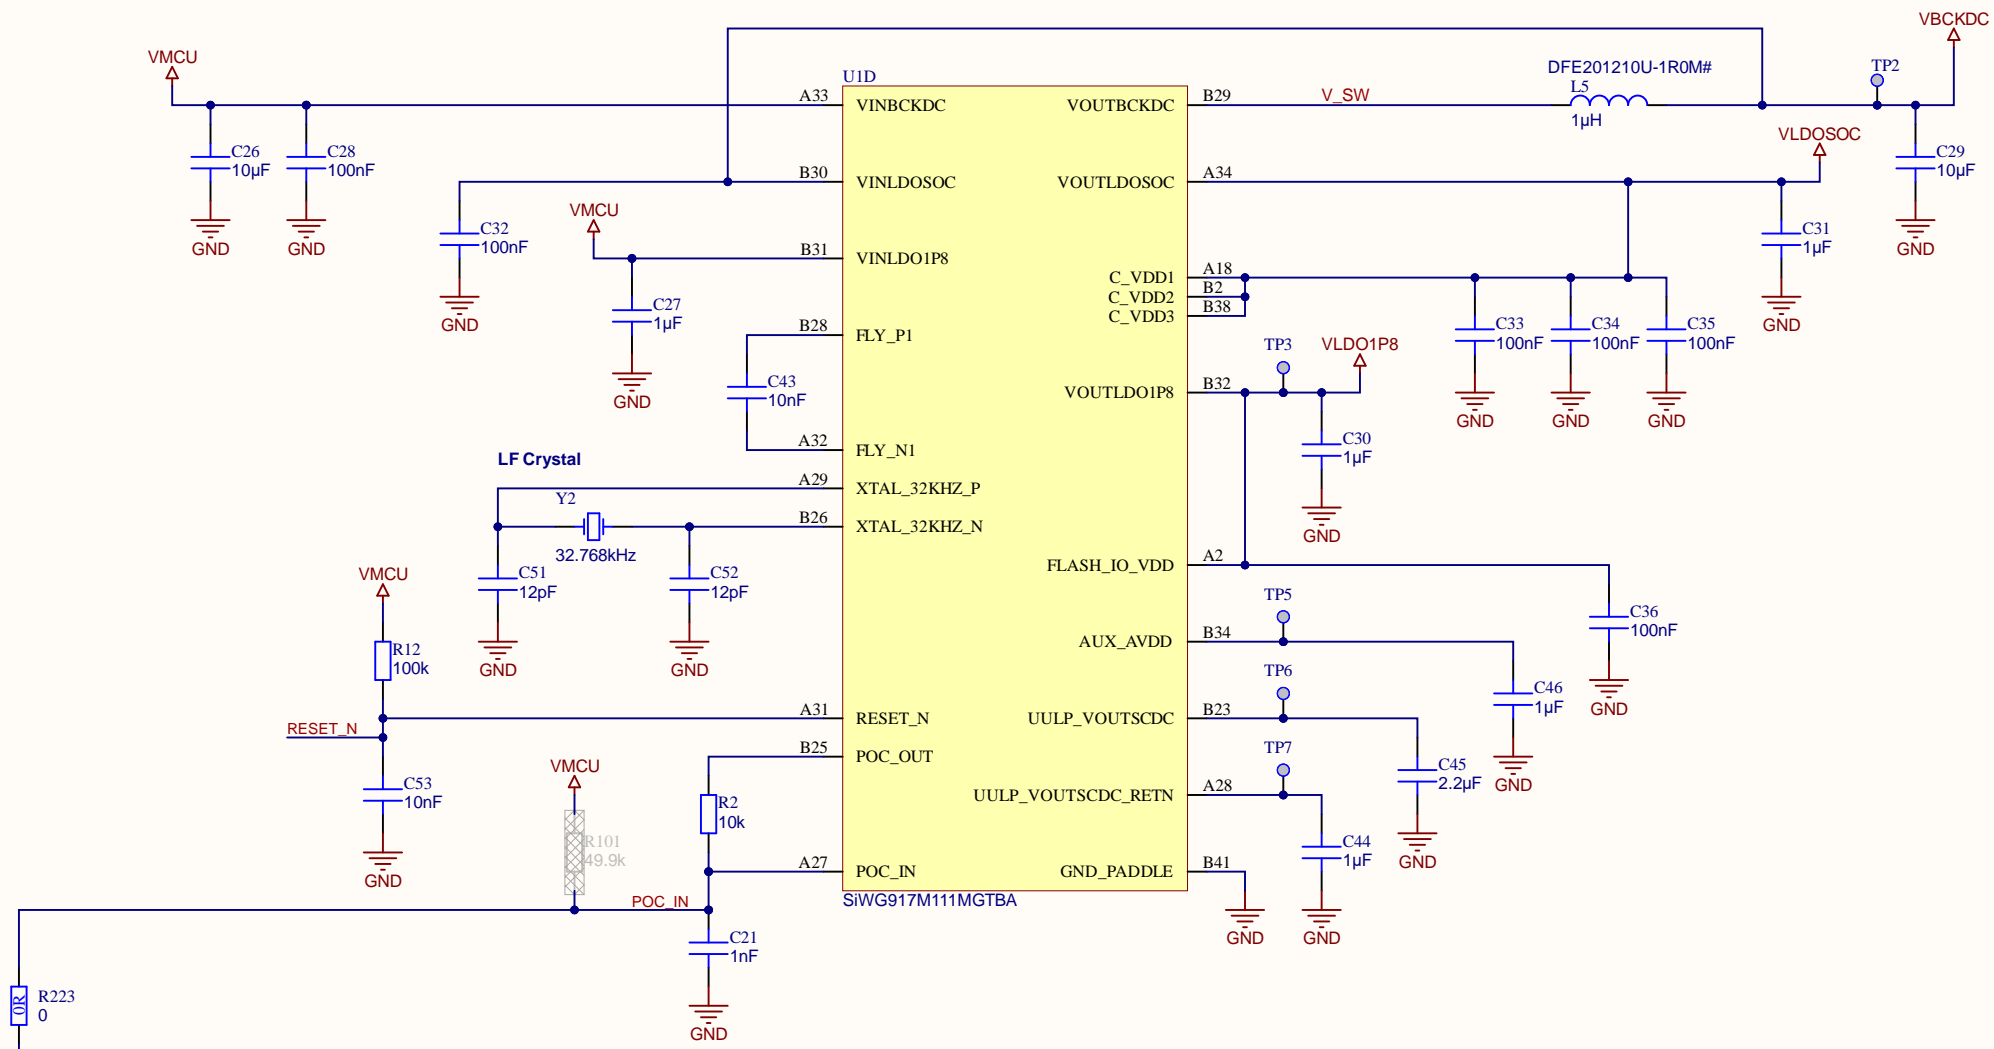 VBCKDC
VMCU
U1D
DFE201210U-1R0M#
TP2
L5
1µH
A33
VINBCKDC
VOUTBCKDC
B29
V_SW
VLDOSOC
C26
10µF
C28
100nF
C29
10µF
B30
VINLDOSOC
VOUTLDOSOC
A34
GND
GND
VMCU
C32
100nF
C31
1µF
GND
B31
VINLDO1P8
C_VDD1
A18
C_VDD2
B2
C_VDD3
B38
C27
1µF
GND
GND
C33
100nF
C34
100nF
C35
100nF
B28
FLY_P1
TP3
VLDO1P8
C43
10nF
VOUTLDO1P8
B32
GND
GND
GND
GND
A32
FLY_N1
C30
1µF
LF Crystal
A29
XTAL_32KHZ_P
Y2
B26
XTAL_32KHZ_N
GND
32.768kHz
FLASH_IO_VDD
A2
VMCU
C51
12pF
C52
12pF
TP5
C36
100nF
R12
100k
GND
GND
AUX_AVDD
B34
TP6
C46
1µF
GND
A31
RESET_N
UULP_VOUTSCDC
B23
RESET_N
B25
POC_OUT
TP7
VMCU
C45
2.2µF
GND
C53
10nF
UULP_VOUTSCDC_RETN
A28
R2
10k
R101
49.9k
C44
1µF
GND
A27
POC_IN
GND_PADDLE
B41
GND
SiWG917M111MGTBA
POC_IN
C21
1nF
GND
GND
R223
0
0R
GND